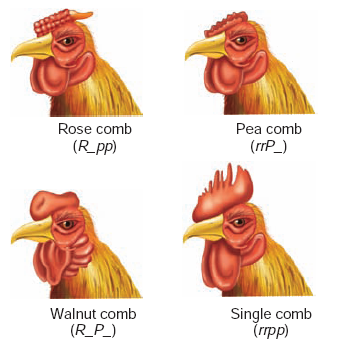 Rose comb
(R_pp)
Pea comb
(rrP_)
Walnut comb
(R_P_)
Single comb
(rrpp)